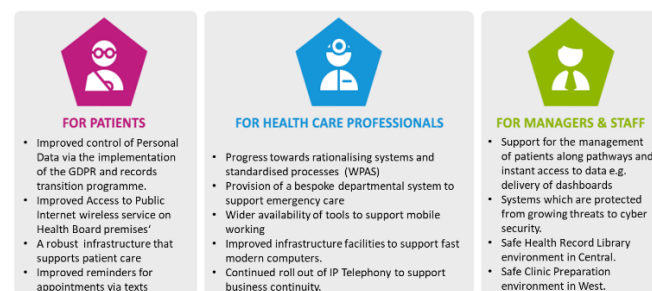 FOR PATIENTS
• Improved control of Personal
Data via the implementation
of the GDPR and records
transition programme.
• Improved Access to Public
Internet wireless service on
Health Board premises'
• A robust infrastructure that
supports patient care
• Improved reminders for
appointments via texts
FOR HEALTH CARE PROFESSIONALS
• Progress towards rationalising systems and
standardised processes (WPAS)
• Provision of a bespoke departmental system to
support emergency care
• Wider availability of tools to support mobile
working
• Improved infrastructure facilities to support fast
modern computers.
• Continued roll out of IP Telephony to support
business continuity.
FOR MANAGERS & STAFF
• Support for the management
of patients along pathways and
instant access to data e.g.
delivery of dashboards
• Systems which are protected
from growing threats to cyber
security.
• Safe Health Record Library
environment in Central.
• Safe Clinic Preparation
environment in West.